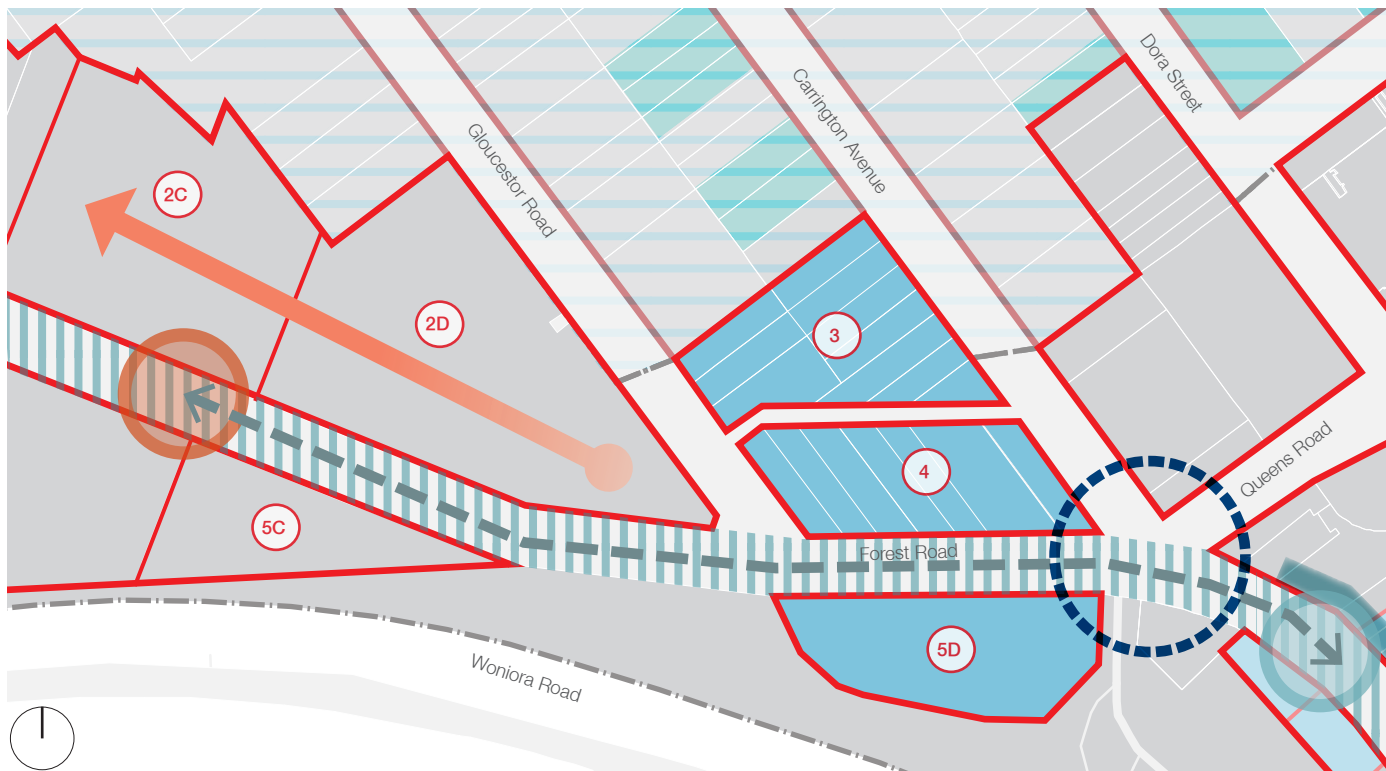 Dora Street
Carrington Avenue
Gloucestor Road
2C
2D
3
Queens Road
4
5C
Forest Road
5D
Woniora Road